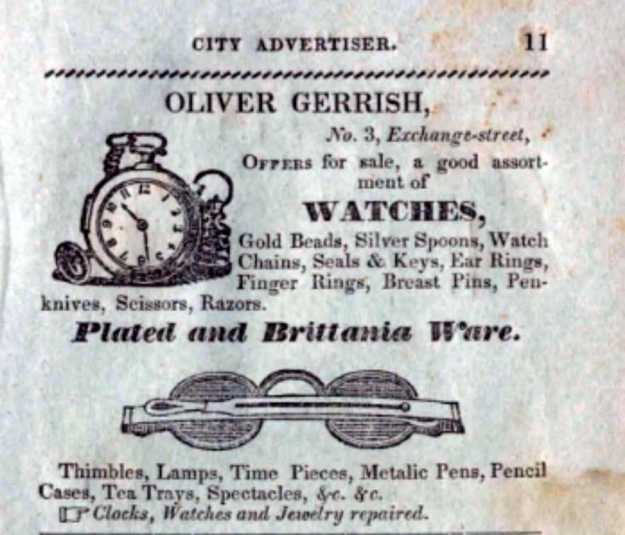 CITY ADVERTISER. 11
OLIVER GERRISH,
No. 3, Exchange-street,
OFFERS for sale, a good assort-
ment of
WATCHES,
Gold Beads, Silver Spoons, Watch
Chains, Seals & Keys, Ear Rings,
Finger Rings, Breast Pins, Pen-
knives, Scissors, Razors.
Plated and Brittania Ware.
Thimbles, Lamps, Time Pieces, Metalic Pens, Pencil
Cases, Tea Trays, Spectacles, &c. &c.
☞ Clocks, Watches and Jewelry repaired.